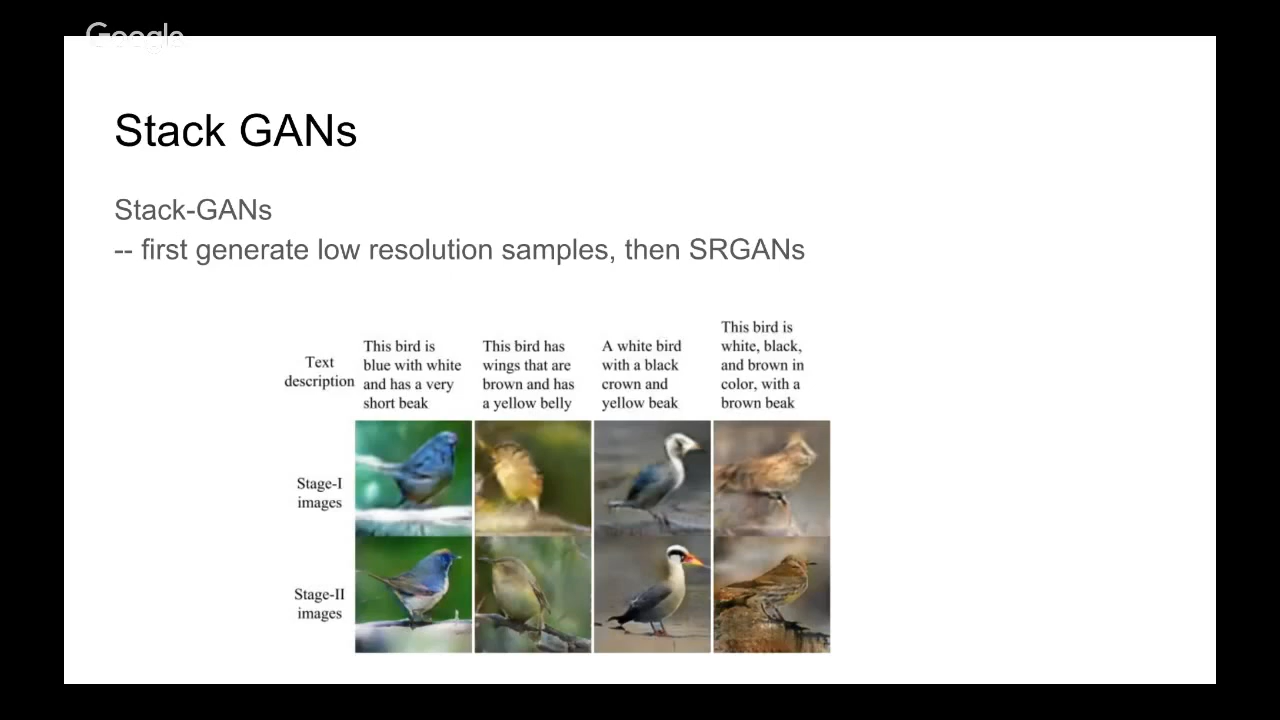 Google
Stack GANs
Stack-GANs
-- first generate low resolution samples, then SRGANs
Text
description
This bird is
blue with white
and has a very
short beak
This bird has
wings that are
brown and has
a yellow belly
A white bird
with a black
crown and
yellow beak
This bird is
white, black,
and brown in
color, with a
brown beak
Stage-I
images
Stage-II
images